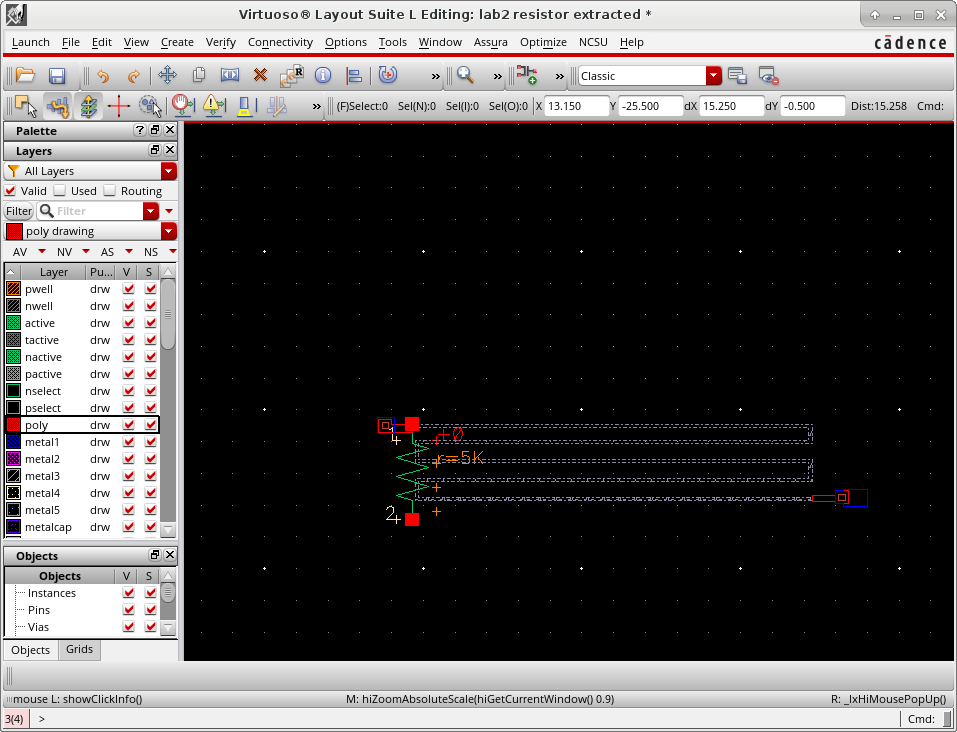 Virtuoso® Layout Suite L Editing: lab2 resistor extracted *
Launch File Edit View Create Verify Connectivity Options Tools Window Assura Optimize NCSU Help cādence
R » » » Classic
» (F)Select:0 Sel(N):0 Sel(I):0 Sel(O):0 X 13.150 Y -25.500 dX 15.250 dY -0.500 Dist:15.258 Cmd:
Palette ?
Layers
All Layers
Valid Used Routing
Filter Filter
poly drawing
AV NV AS NS
Layer Pu... V S
pwell drw
nwell drw
active drw
tactive drw
nactive drw
pactive drw
nselect drw
pselect drw
poly drw
metal1 drw
metal2 drw
metal3 drw
metal4 drw
metal5 drw
metalcap drw
r=5K
2
Objects
Objects V S
Instances
Pins
Vias
Objects Grids
mouse L: showClickInfo() M: hiZoomAbsoluteScale(hiGetCurrentWindow() 0.9) R: _lxHiMousePopUp()
3(4) > Cmd: